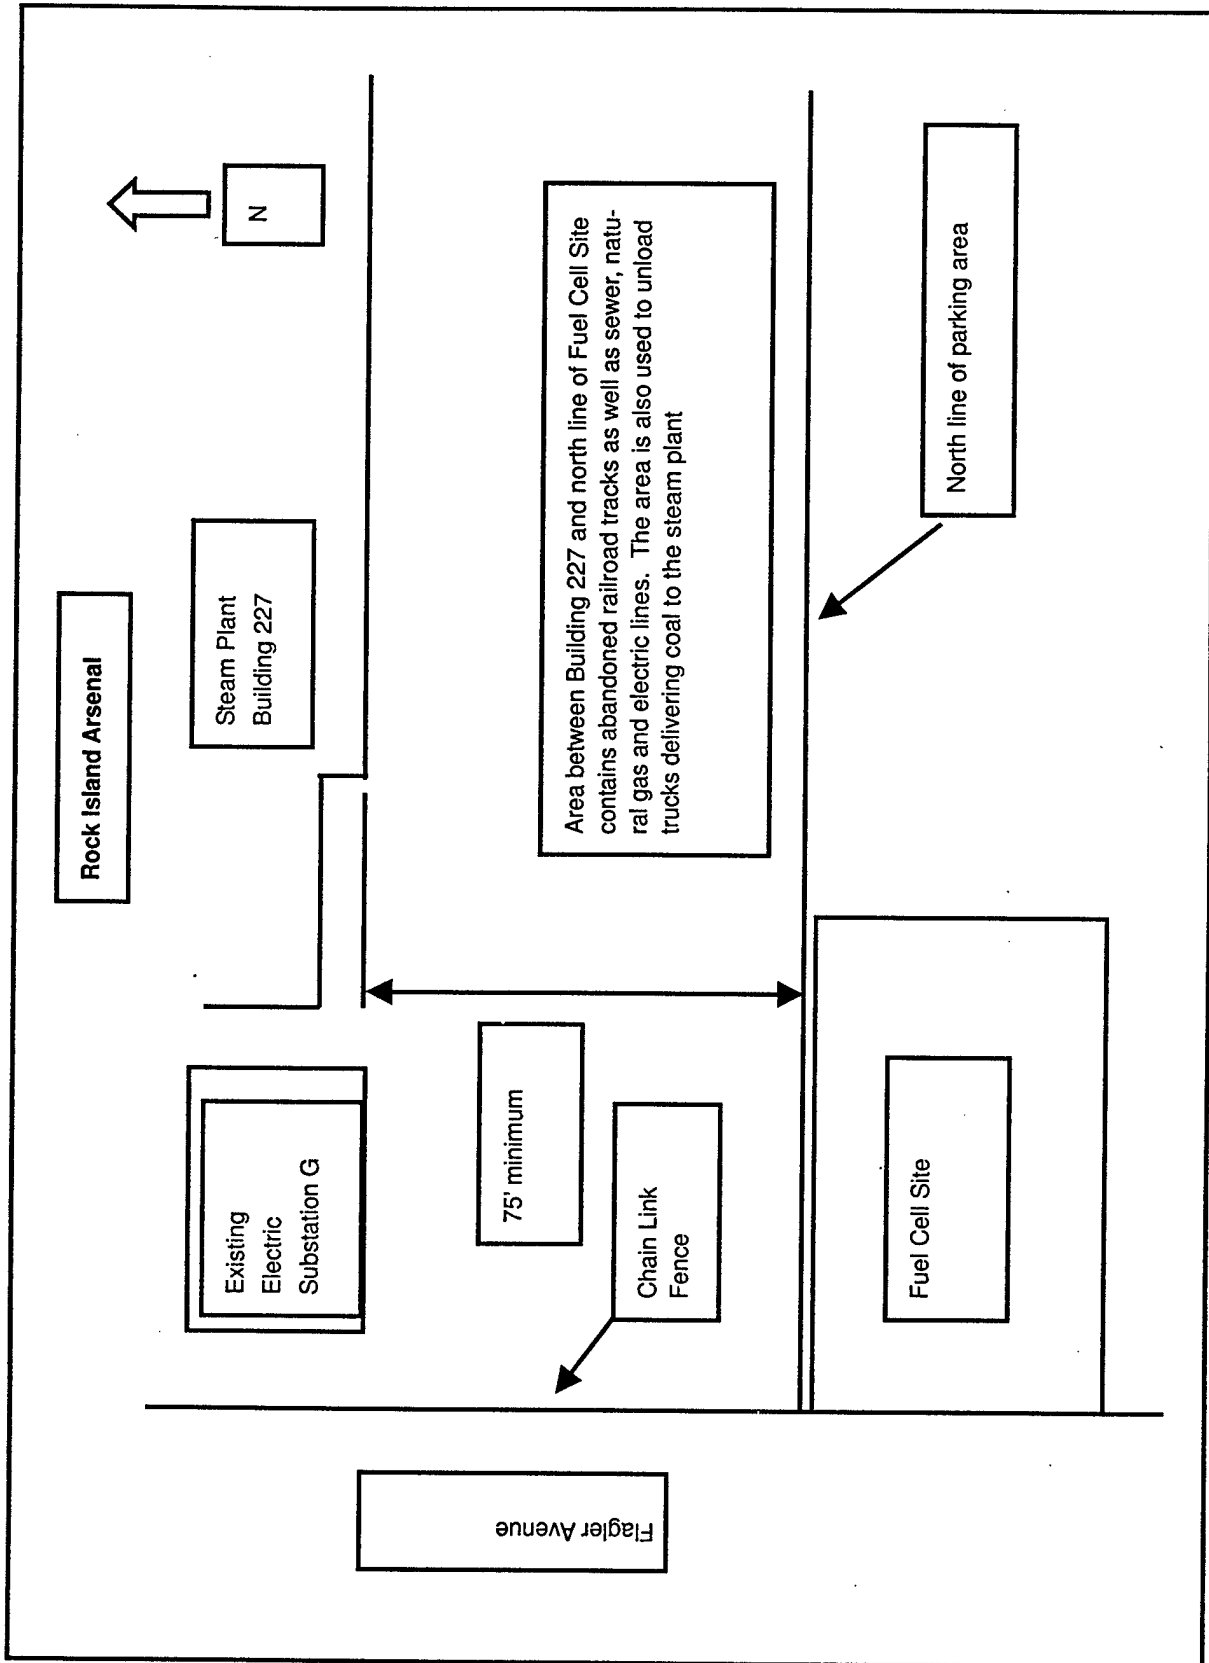 Rock Island Arsenal
N
Steam Plant
Building 227
Existing
Electric
Substation G
75' minimum
Chain Link
Fence
Flagler Avenue
Area between Building 227 and north line of Fuel Cell Site
contains abandoned railroad tracks as well as sewer, natu-
ral gas and electric lines. The area is also used to unload
trucks delivering coal to the steam plant
Fuel Cell Site
North line of parking area